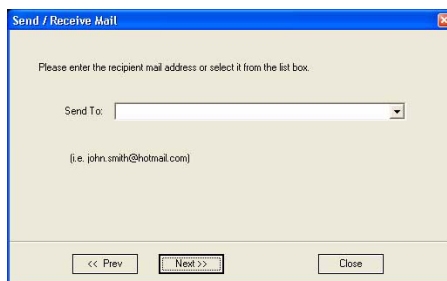 Send / Receive Mail
Please enter the recipient mail address or select it from the list box.
Send To:
(i.e. john.smith@hotmail.com)
<< Prev
Next >>
Close